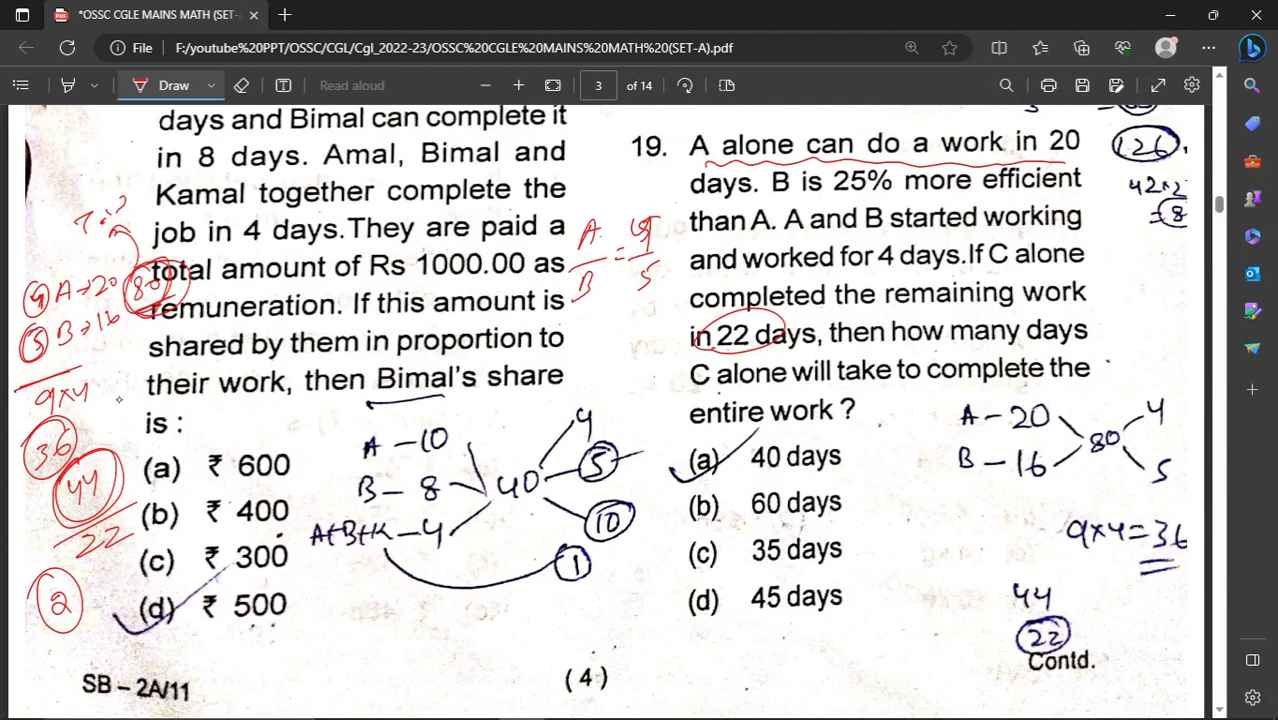 *OSSC CGLE MAINS MATH (SET-A).pdf
File F:/youtube%20PPT/OSSC/CGL/Cgl_2022-23/OSSC%20CGLE%20MAINS%20MATH%20(SET-A).pdf
Draw Read aloud 3 of 14
days and Bimal can complete it
in 8 days. Amal, Bimal and
Kamal together complete the
job in 4 days.They are paid a
total amount of Rs 1000.00 as
remuneration. If this amount is
shared by them in proportion to
their work, then Bimal's share
is :
(a) ₹ 600
(b) ₹ 400
(c) ₹ 300
(d) ₹ 500
A - 10
B - 8
A+B+K - 4
40
4
5
10
1
4 A→20
5 B→16
80
9x4
36
44
22
2
A/B = 4/5
19. A alone can do a work in 20
days. B is 25% more efficient
than A. A and B started working
and worked for 4 days.If C alone
completed the remaining work
in 22 days, then how many days
C alone will take to complete the
entire work ?
(a) 40 days
(b) 60 days
(c) 35 days
(d) 45 days
126
A - 20
B - 16
80
4
5
9x4=36
44
22
Contd.
SB – 2A/11
(4)